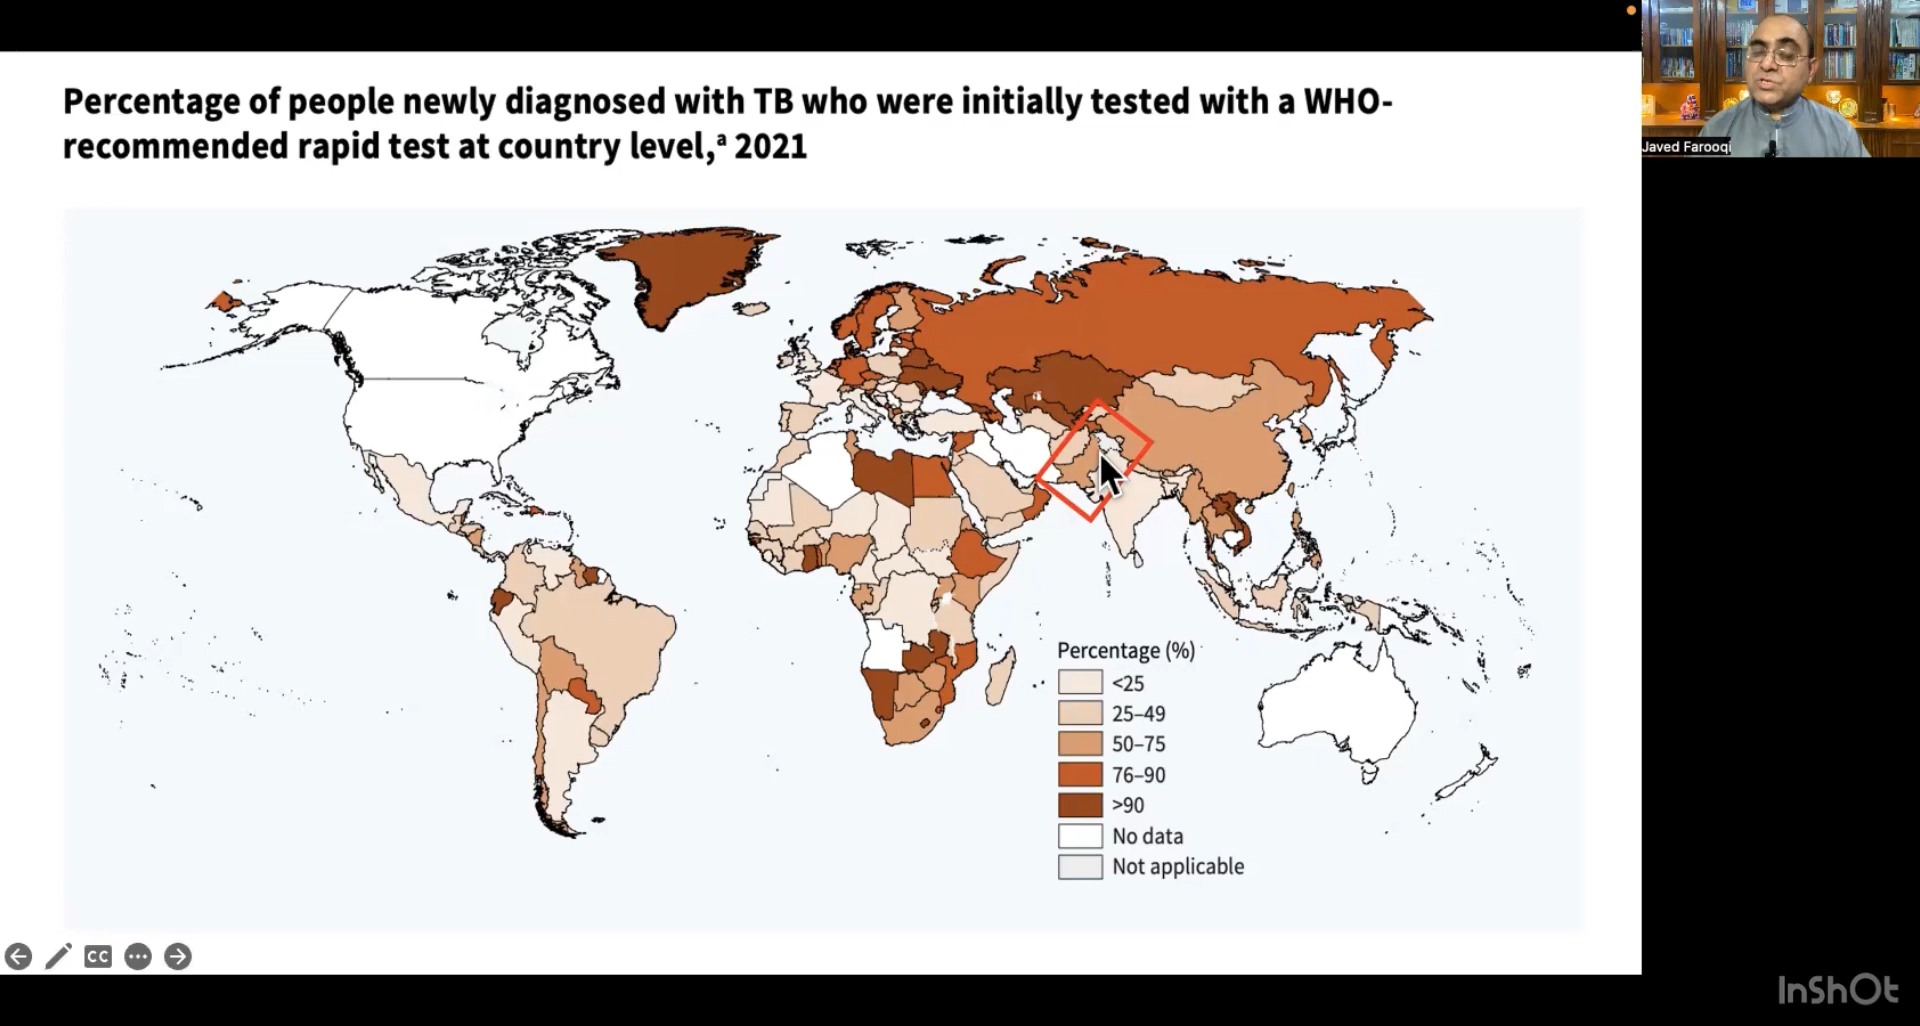 Percentage of people newly diagnosed with TB who were initially tested with a WHO-
recommended rapid test at country level,ª 2021
Javed Farooqi
Percentage (%)
<25
25–49
50–75
76–90
>90
No data
Not applicable
CC
InShOt